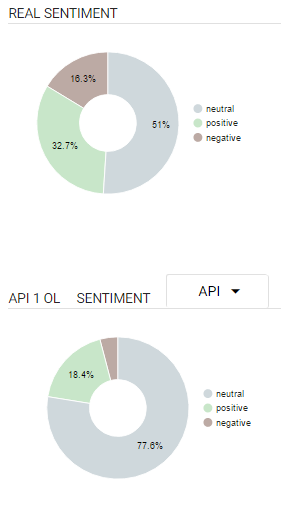 REAL SENTIMENT
16.3%
32.7%
51%
neutral
positive
negative
API 1 OL SENTIMENT
API
18.4%
77.6%
neutral
positive
negative